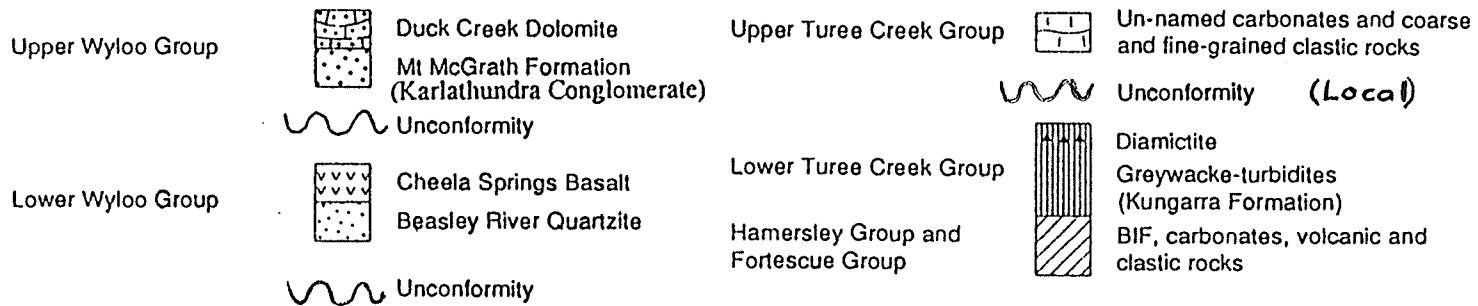 Upper Wyloo Group
Duck Creek Dolomite
Mt McGrath Formation
(Karlathundra Conglomerate)
Unconformity
Lower Wyloo Group
Cheela Springs Basalt
Beasley River Quartzite
Unconformity
Upper Turee Creek Group
Un-named carbonates and coarse
and fine-grained clastic rocks
Unconformity (Local)
Lower Turee Creek Group
Diamictite
Greywacke-turbidites
(Kungarra Formation)
Hamersley Group and
Fortescue Group
BIF, carbonates, volcanic and
clastic rocks